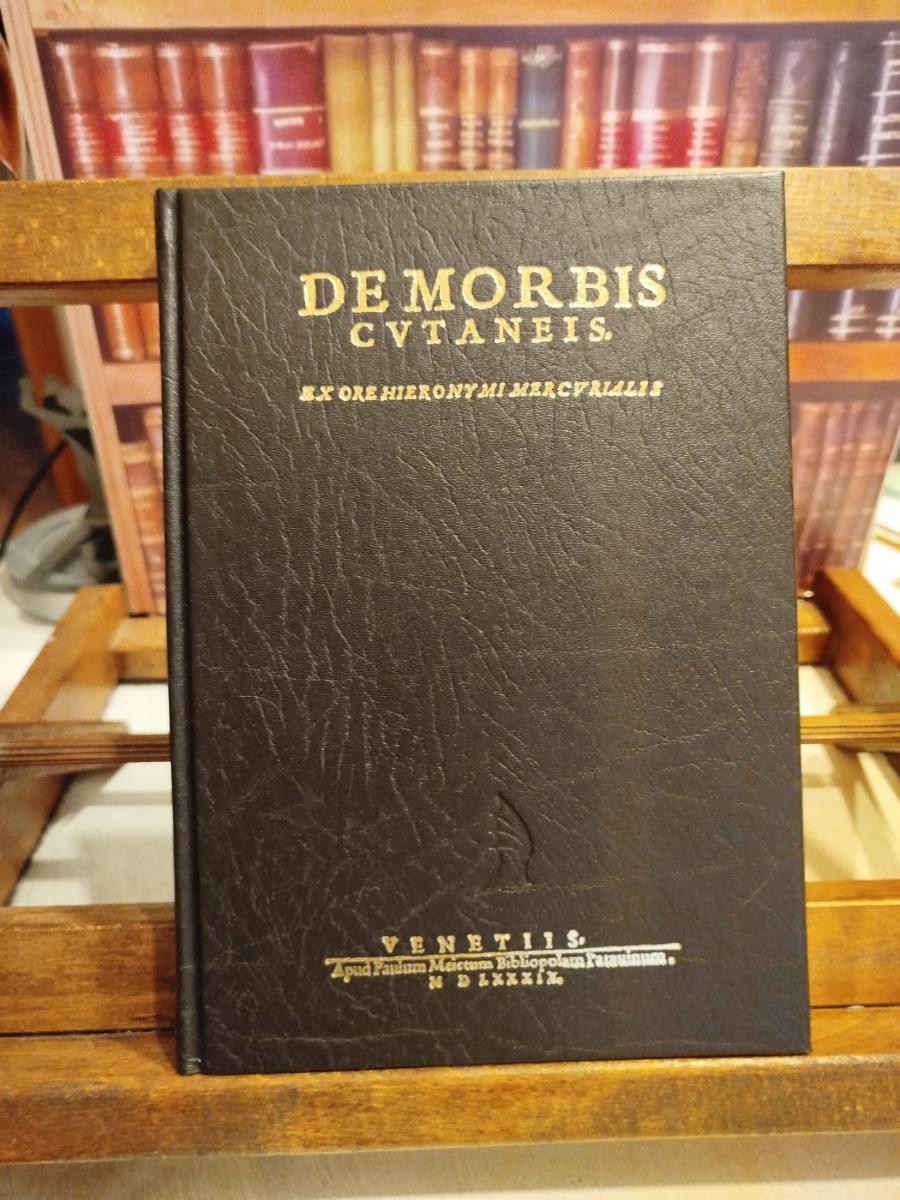 DE MORBIS
CVTANEIS.
EX ORE HIERONYMI MERCVRIALIS
VENETIIS.
Apud Paulum Meietum Bibliopolam Patauinum.
M D LXXXIX.